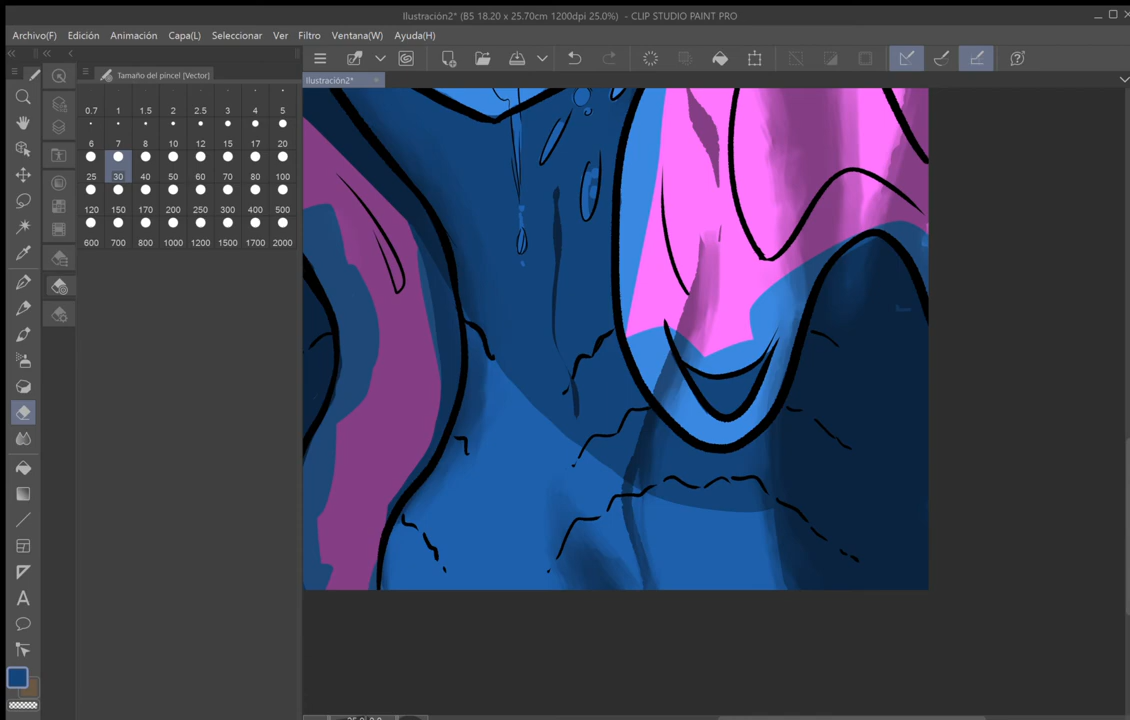 Ilustración2* (B5 18.20 x 25.70cm 1200dpi 25.0%) - CLIP STUDIO PAINT PRO
Archivo(F) Edición Animación Capa(L) Seleccionar Ver Filtro Ventana(W) Ayuda(H)
Tamaño del pincel [Vector]
Ilustración2*
0.7 1 1.5 2 2.5 3 4 5
6 7 8 10 12 15 17 20
25 30 40 50 60 70 80 100
120 150 170 200 250 300 400 500
600 700 800 1000 1200 1500 1700 2000